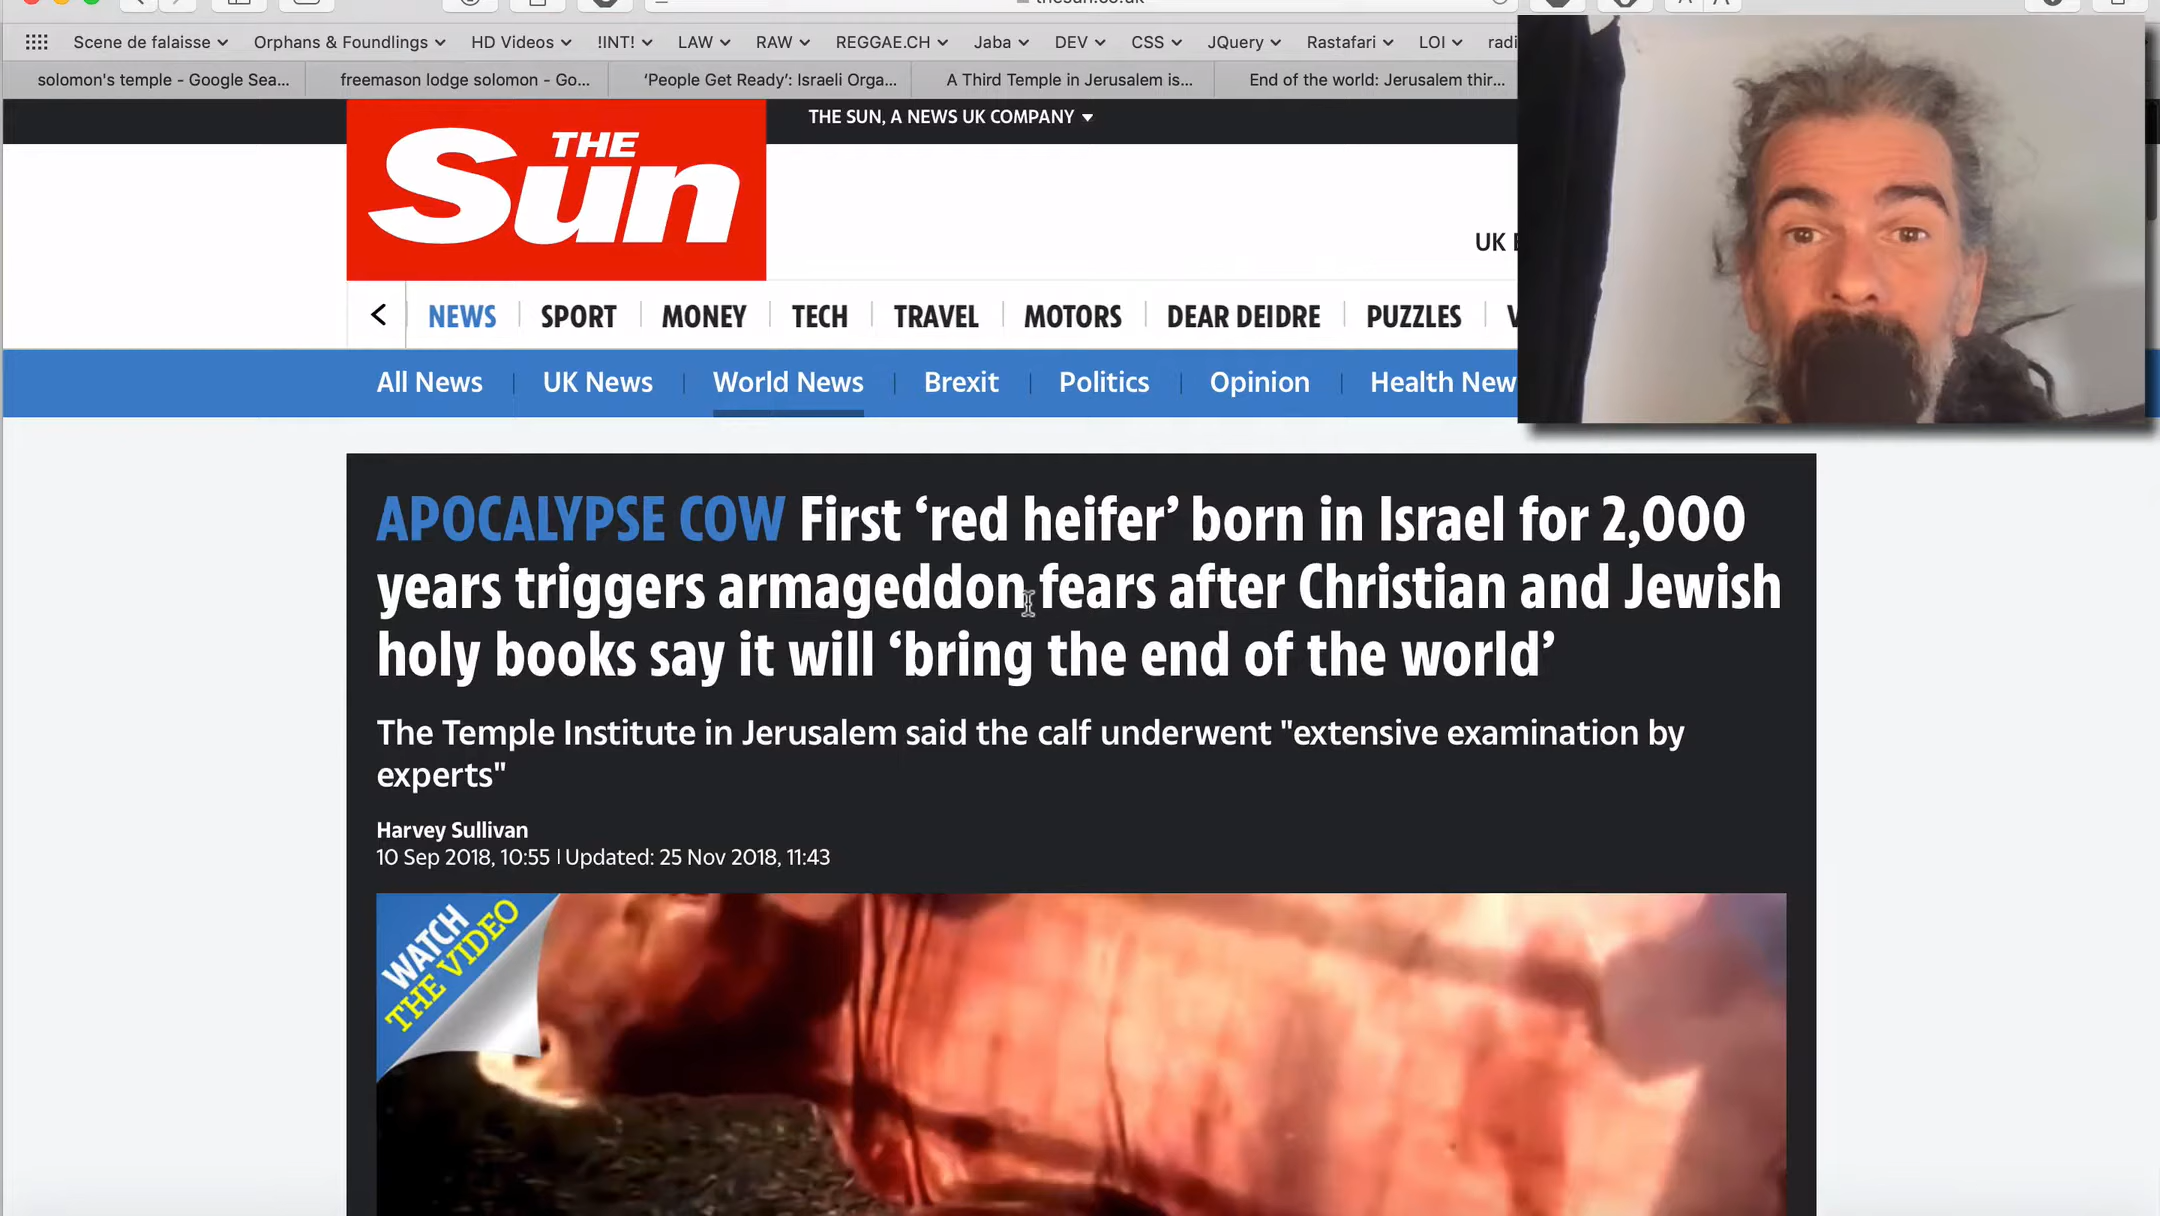 Scene de falaisse Orphans & Foundlings HD Videos !INT! LAW RAW REGGAE.CH Jaba DEV CSS JQuery Rastafari LOI
solomon's temple - Google Sea... freemason lodge solomon - Go... ‘People Get Ready’: Israeli Orga... A Third Temple in Jerusalem is... End of the world: Jerusalem thir...
THE SUN, A NEWS UK COMPANY
THE
Sun
UK
NEWS SPORT MONEY TECH TRAVEL MOTORS DEAR DEIDRE PUZZLES
All News UK News World News Brexit Politics Opinion Health New
APOCALYPSE COW First ‘red heifer’ born in Israel for 2,000
years triggers armageddon fears after Christian and Jewish
holy books say it will ‘bring the end of the world’
The Temple Institute in Jerusalem said the calf underwent "extensive examination by
experts"
Harvey Sullivan
10 Sep 2018, 10:55 | Updated: 25 Nov 2018, 11:43
WATCH
THE VIDEO